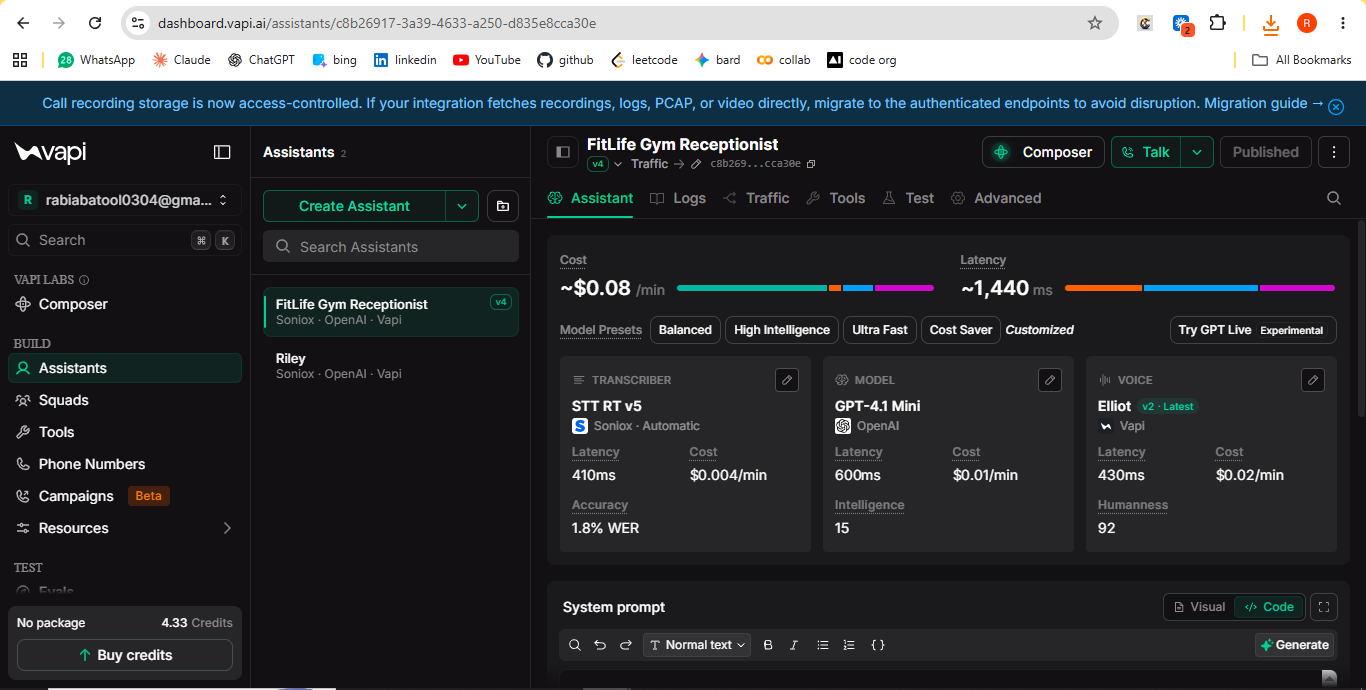 dashboard.vapi.ai/assistants/c8b26917-3a39-4633-a250-d835e8cca30e
2
R
28 WhatsApp Claude ChatGPT bing linkedin YouTube github leetcode bard collab code org All Bookmarks
Call recording storage is now access-controlled. If your integration fetches recordings, logs, PCAP, or video directly, migrate to the authenticated endpoints to avoid disruption. Migration guide →
vapi
R rabiabatool0304@gma...
Search ⌘ K
VAPI LABS
Composer
BUILD
Assistants
Squads
Tools
Phone Numbers
Campaigns Beta
Resources
TEST
Evals
No package 4.33 Credits
↑ Buy credits
Assistants 2
Create Assistant
Search Assistants
FitLife Gym Receptionist v4
Soniox · OpenAI · Vapi
Riley
Soniox · OpenAI · Vapi
FitLife Gym Receptionist
v4 Traffic → c8b269...cca30e
Composer Talk Published
Assistant Logs Traffic Tools Test Advanced
Cost
~$0.08 /min
Latency
~1,440 ms
Model Presets Balanced High Intelligence Ultra Fast Cost Saver Customized Try GPT Live Experimental
TRANSCRIBER
STT RT v5
S Soniox · Automatic
Latency Cost
410ms $0.004/min
Accuracy
1.8% WER
MODEL
GPT-4.1 Mini
OpenAI
Latency Cost
600ms $0.01/min
Intelligence
15
VOICE
Elliot v2 · Latest
Vapi
Latency Cost
430ms $0.02/min
Humanness
92
System prompt Visual </> Code
T Normal text B I { } Generate